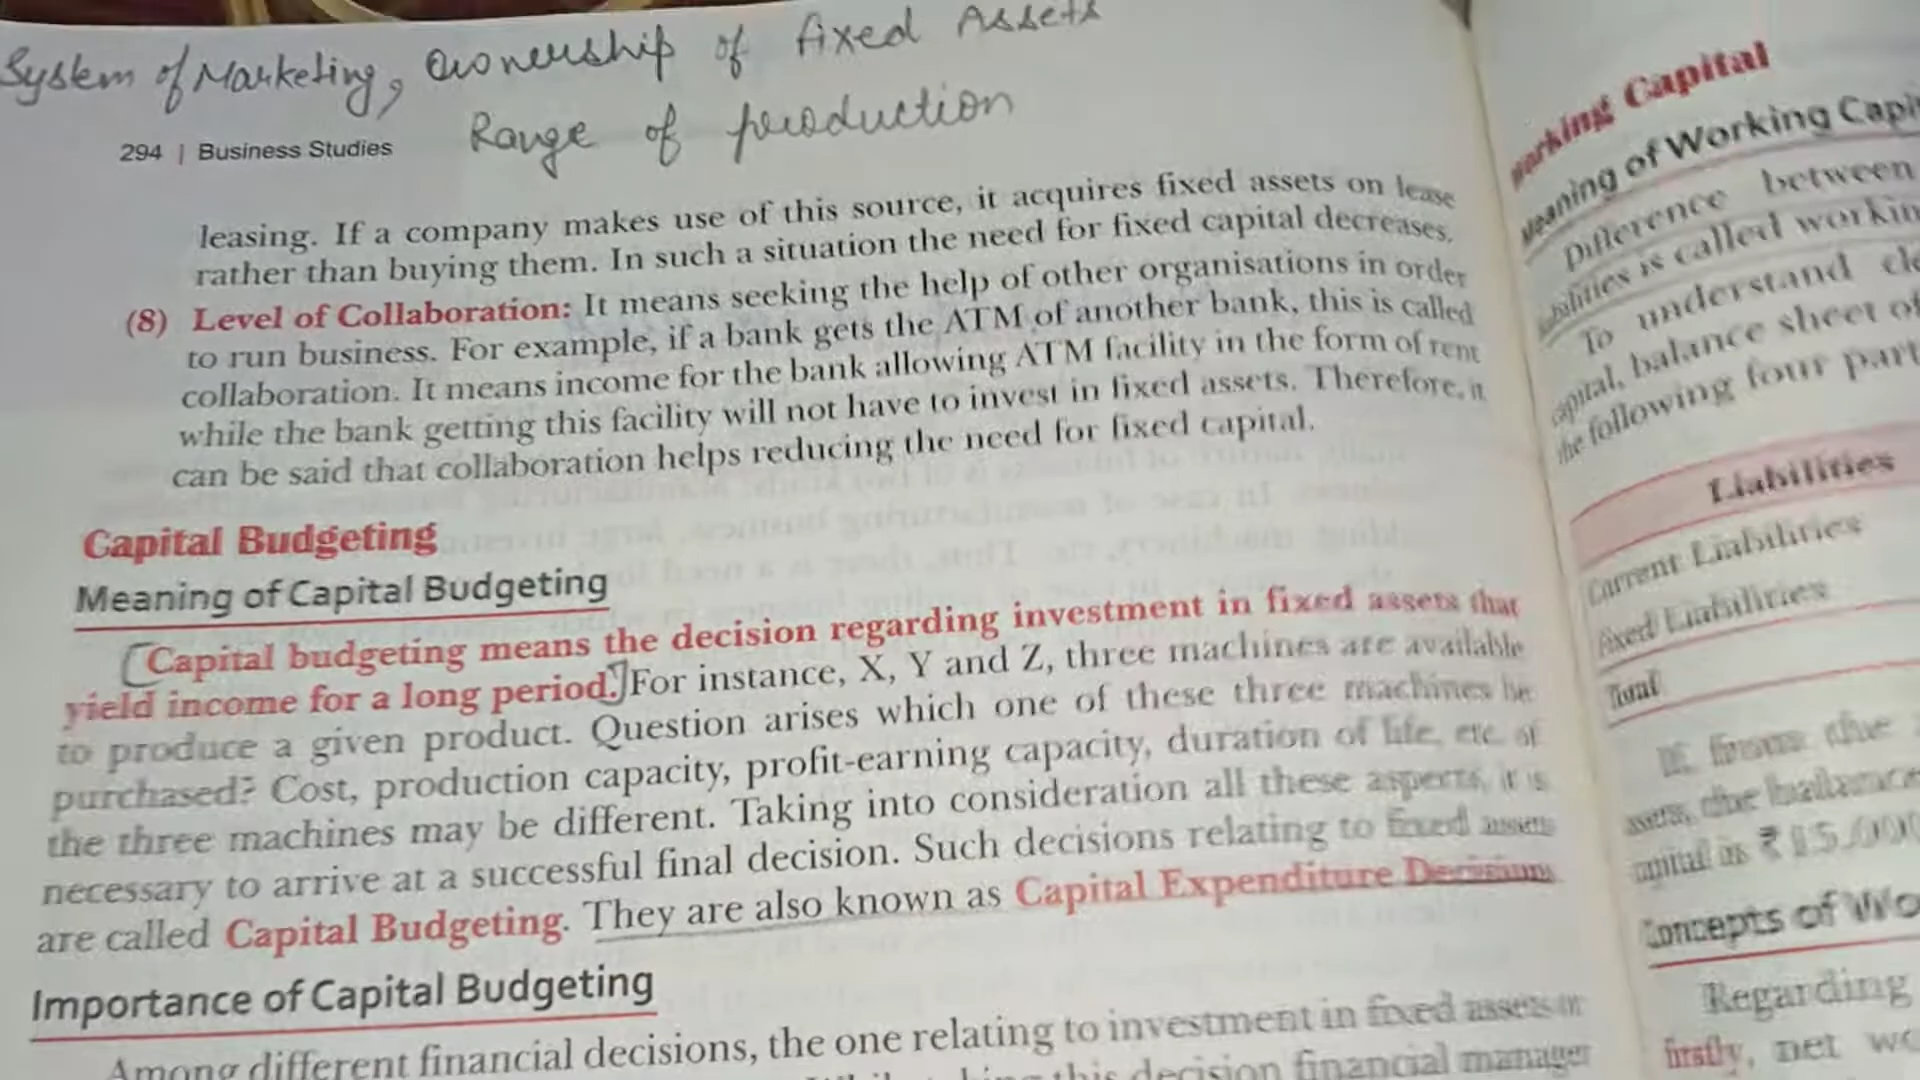 System of Marketing, Ownership of fixed Assets
Range of production
294 | Business Studies
leasing. If a company makes use of this source, it acquires fixed assets on lease
rather than buying them. In such a situation the need for fixed capital decreases.
(8) Level of Collaboration: It means seeking the help of other organisations in order
to run business. For example, if a bank gets the ATM of another bank, this is called
collaboration. It means income for the bank allowing ATM facility in the form of rent
while the bank getting this facility will not have to invest in fixed assets. Therefore, it
can be said that collaboration helps reducing the need for fixed capital.
Capital Budgeting
Meaning of Capital Budgeting
Capital budgeting means the decision regarding investment in fixed assets that
yield income for a long period. For instance, X, Y and Z, three machines are available
to produce a given product. Question arises which one of these three machines be
purchased? Cost, production capacity, profit-earning capacity, duration of life, etc. of
the three machines may be different. Taking into consideration all these aspects, it is
necessary to arrive at a successful final decision. Such decisions relating to fixed assets
are called Capital Budgeting. They are also known as Capital Expenditure Decisions
Importance of Capital Budgeting
Among different financial decisions, the one relating to investment in fixed assets or
this decision financial manager
Working Capital
Meaning of Working
Difference between
is called
To understand
capital, balance sheet of
the following four
Liabilities
Current Liabilities
Fixed Liabilities
Total
If from the
the balance
capital is ₹15,000
Concepts of
Regarding
firstly, net